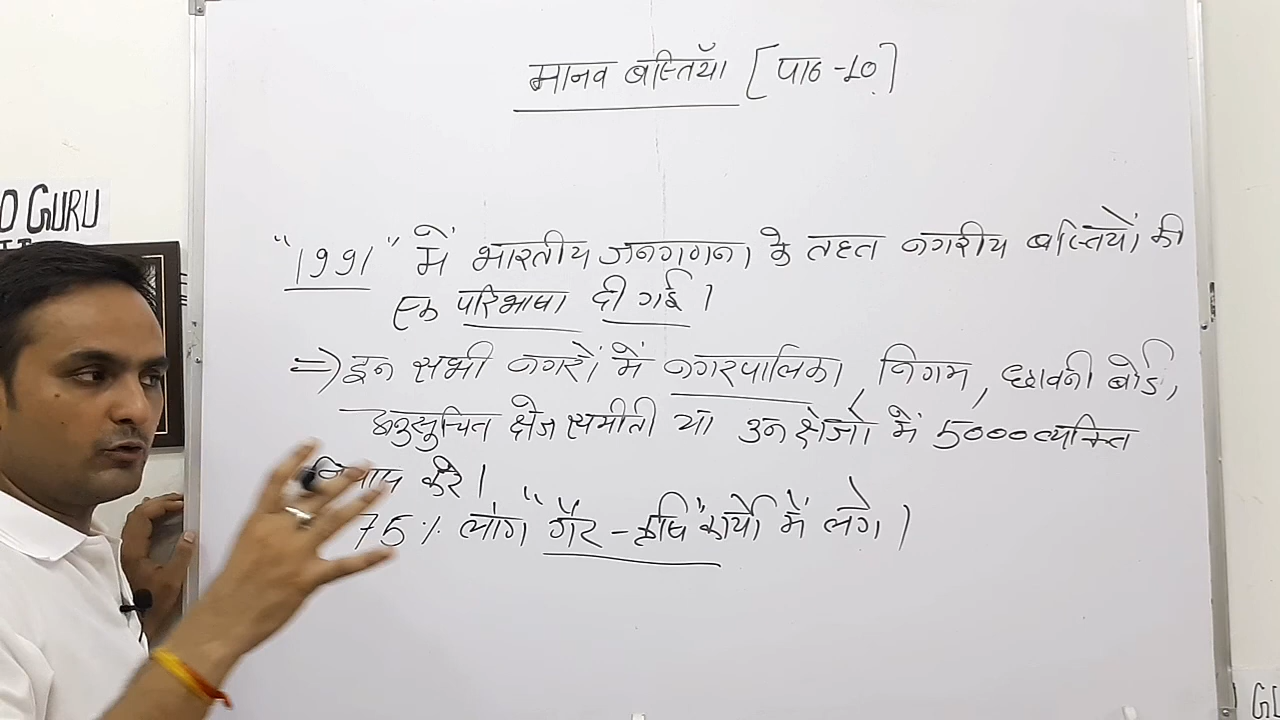 मानव बस्तियाँ [पाठ -10]
GURU
"1991" में भारतीय जनगणना के तहत नगरीय बस्तियों की
एक परिभाषा दी गई।
=> इन सभी नगरों में नगरपालिका, निगम, छावनी बोर्ड,
अनुसुचित क्षेत्र समीती या उन क्षेत्रो में 5000 व्यक्ति
करे।
75% लोग "गैर-कृषि" कार्यो में लगे।